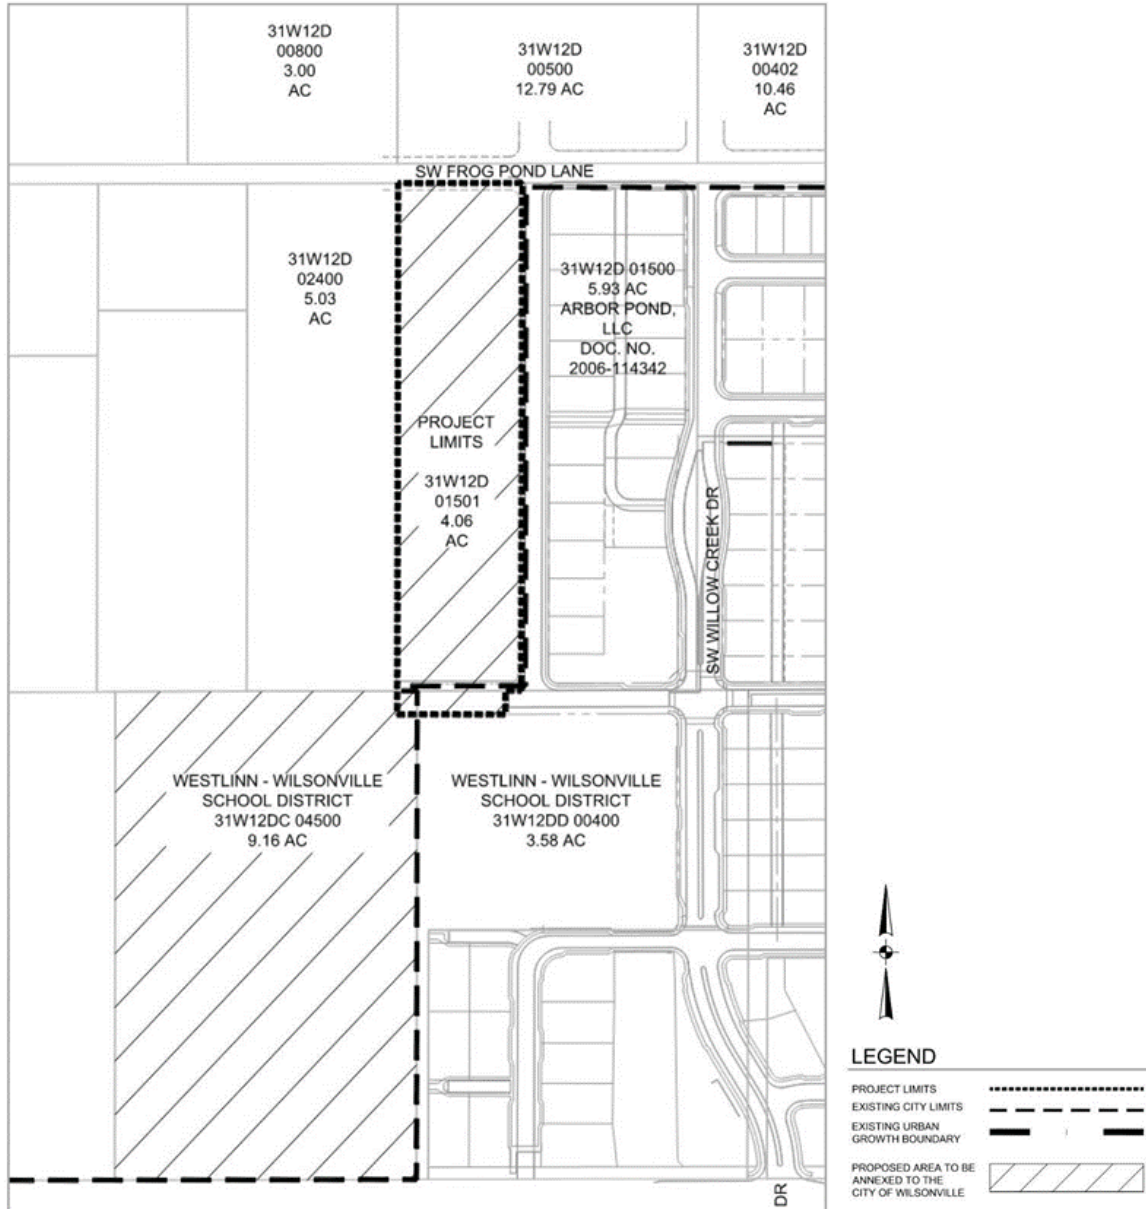 31W12D
00800
3.00
AC
31W12D
00500
12.79 AC
31W12D
00402
10.46
AC
SW FROG POND LANE
31W12D
02400
5.03
AC
31W12D 01500
5.93 AC
ARBOR POND,
LLC
DOC. NO.
2006-114342
PROJECT
LIMITS
31W12D
01501
4.06
AC
SW WILLOW CREEK DR
WESTLINN - WILSONVILLE
SCHOOL DISTRICT
31W12DC 04500
9.16 AC
WESTLINN - WILSONVILLE
SCHOOL DISTRICT
31W12DD 00400
3.58 AC
DR
LEGEND
PROJECT LIMITS
EXISTING CITY LIMITS
EXISTING URBAN
GROWTH BOUNDARY
PROPOSED AREA TO BE
ANNEXED TO THE
CITY OF WILSONVILLE